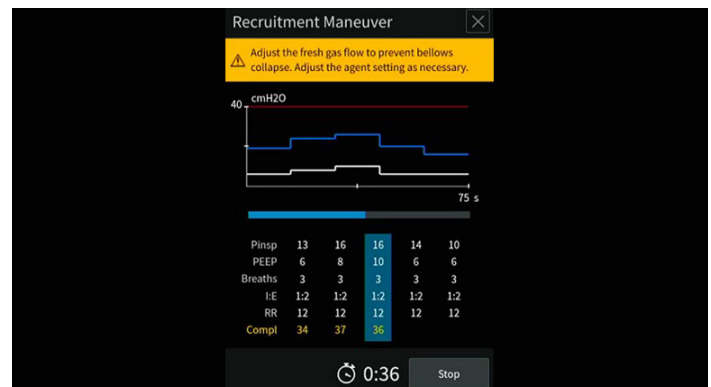 Recruitment Maneuver
Adjust the fresh gas flow to prevent bellows
collapse. Adjust the agent setting as necessary.
cmH2O
40
75 s
Pinsp 13 16 16 14 10
PEEP 6 8 10 6 6
Breaths 3 3 3 3 3
I:E 1:2 1:2 1:2 1:2 1:2
RR 12 12 12 12 12
Compl 34 37 36
0:36
Stop